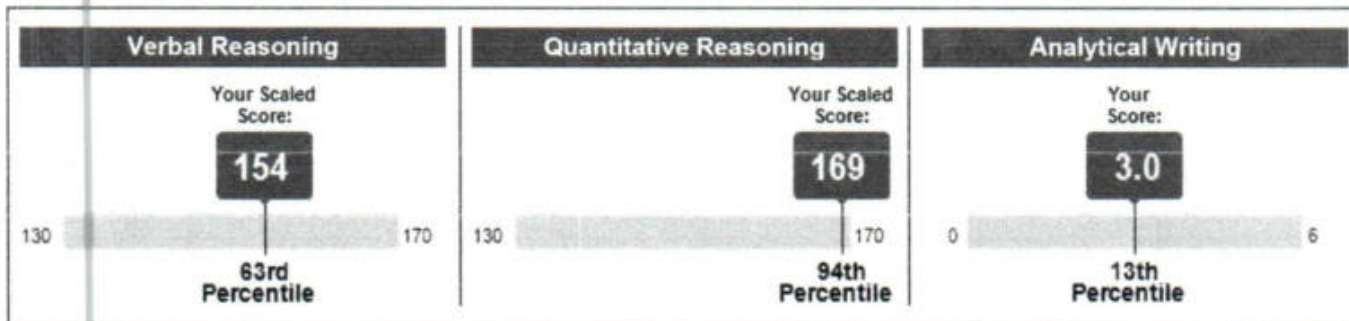 Verbal Reasoning
Your Scaled
Score:
154
130
170
63rd
Percentile
Quantitative Reasoning
Your Scaled
Score:
169
130
170
94th
Percentile
Analytical Writing
Your
Score:
3.0
0
6
13th
Percentile